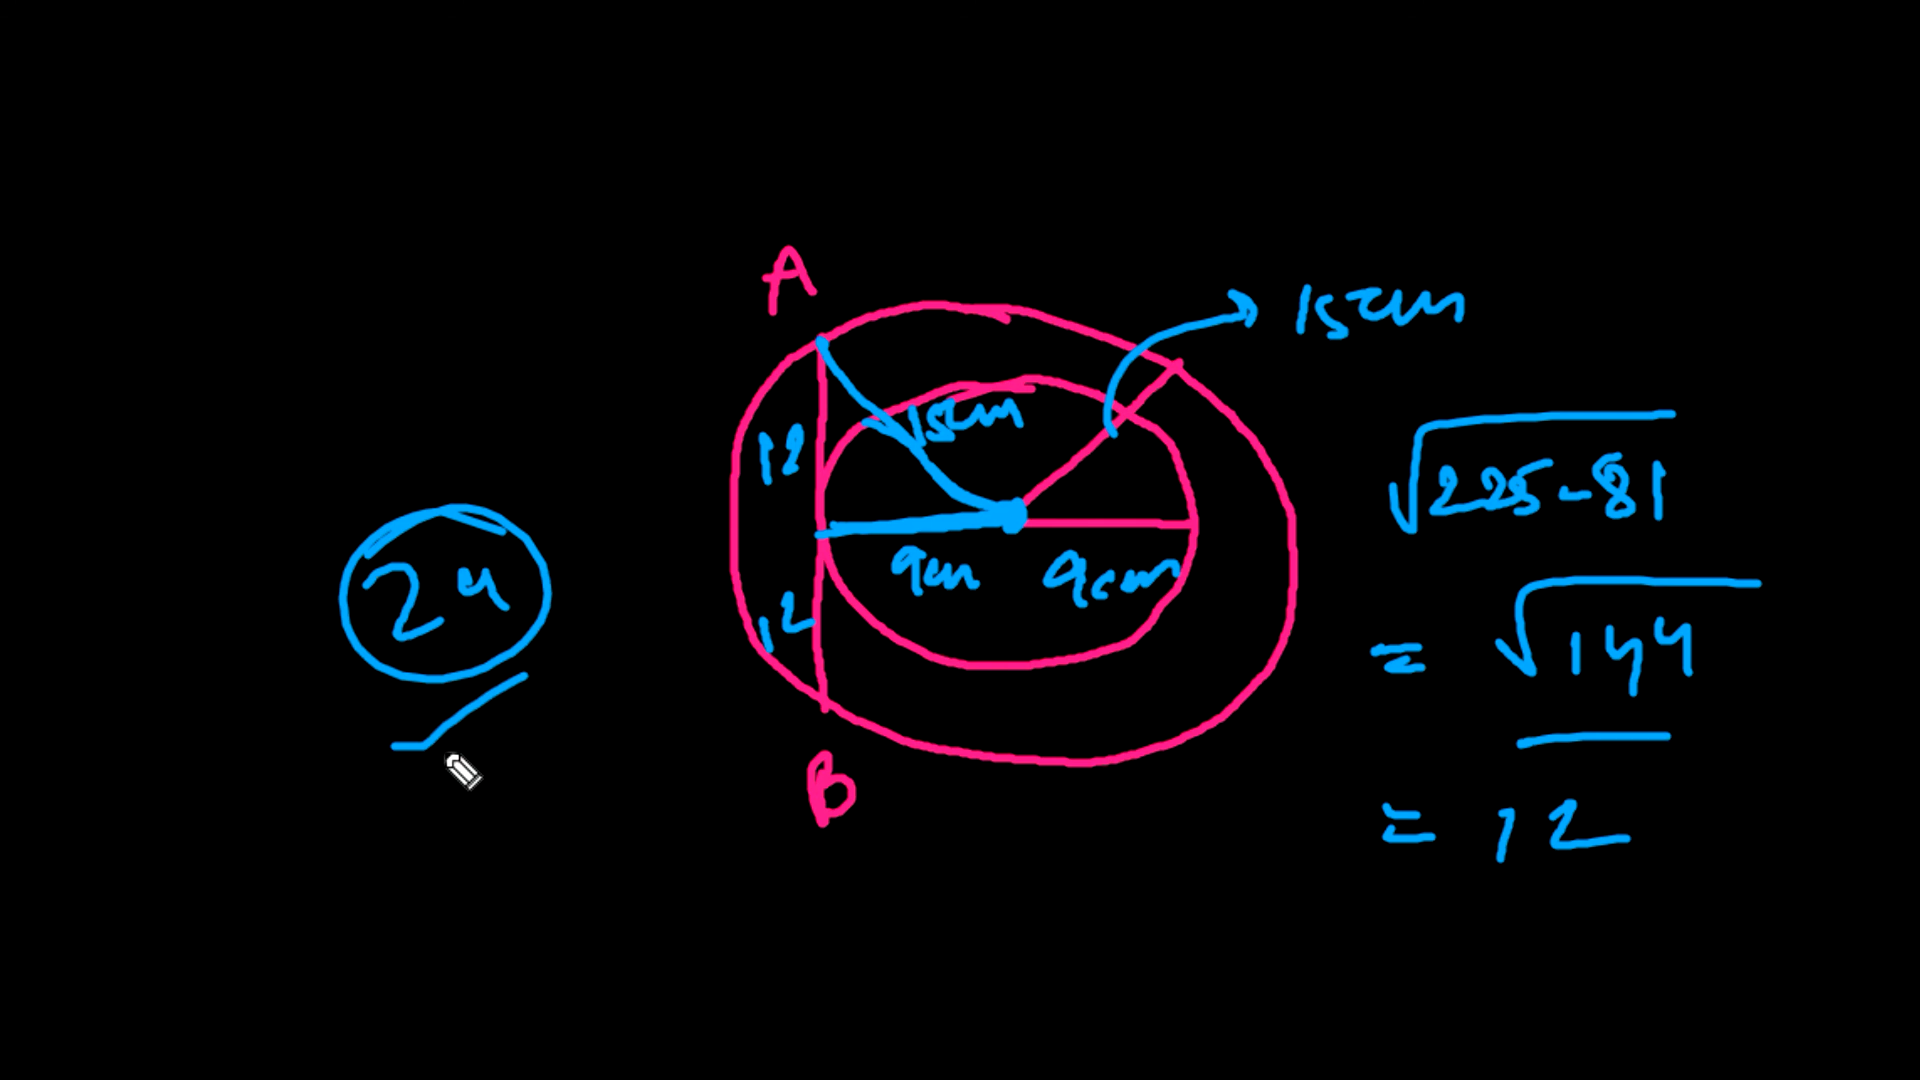 A
15cm
15cm
12
√225-81
9cm
9cm
24
12
= √144
B
= 12